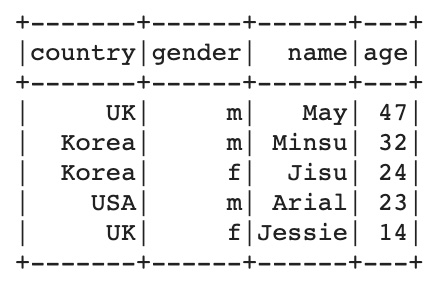 +-------+------+------+---+
|country|gender|  name|age|
+-------+------+------+---+
|     UK|     m|   May| 47|
|  Korea|     m| Minsu| 32|
|  Korea|     f|  Jisu| 24|
|    USA|     m| Arial| 23|
|     UK|     f|Jessie| 14|
+-------+------+------+---+